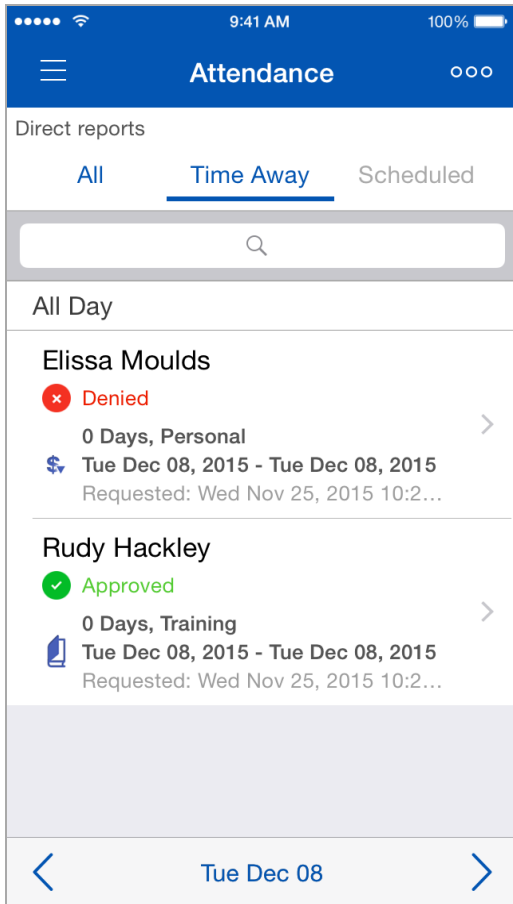 9:41 AM 100%
Attendance
Direct reports
All Time Away Scheduled
All Day
Elissa Moulds
Denied
0 Days, Personal
Tue Dec 08, 2015 - Tue Dec 08, 2015
Requested: Wed Nov 25, 2015 10:2...
Rudy Hackley
Approved
0 Days, Training
Tue Dec 08, 2015 - Tue Dec 08, 2015
Requested: Wed Nov 25, 2015 10:2...
Tue Dec 08